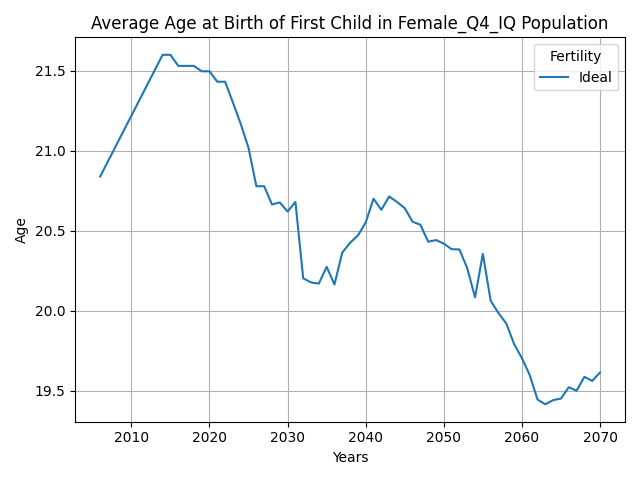 Average Age at Birth of First Child in Female_Q4_IQ Population
Fertility
Ideal
Age
21.5
21.0
20.5
20.0
19.5
2010 2020 2030 2040 2050 2060 2070
Years